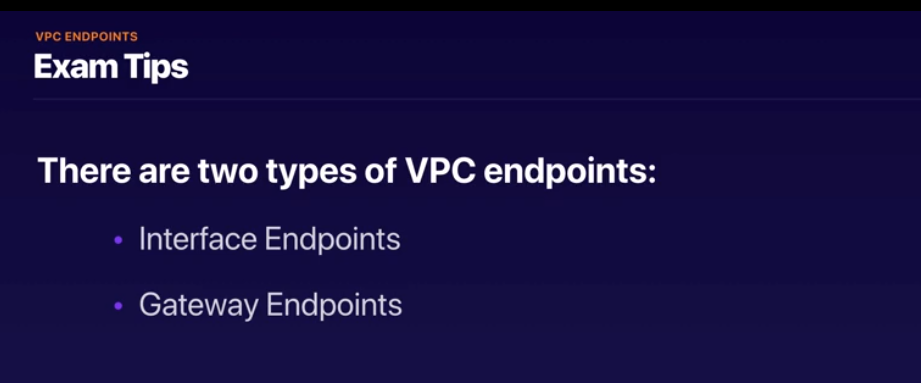 VPC ENDPOINTS
Exam Tips
There are two types of VPC endpoints:
• Interface Endpoints
• Gateway Endpoints